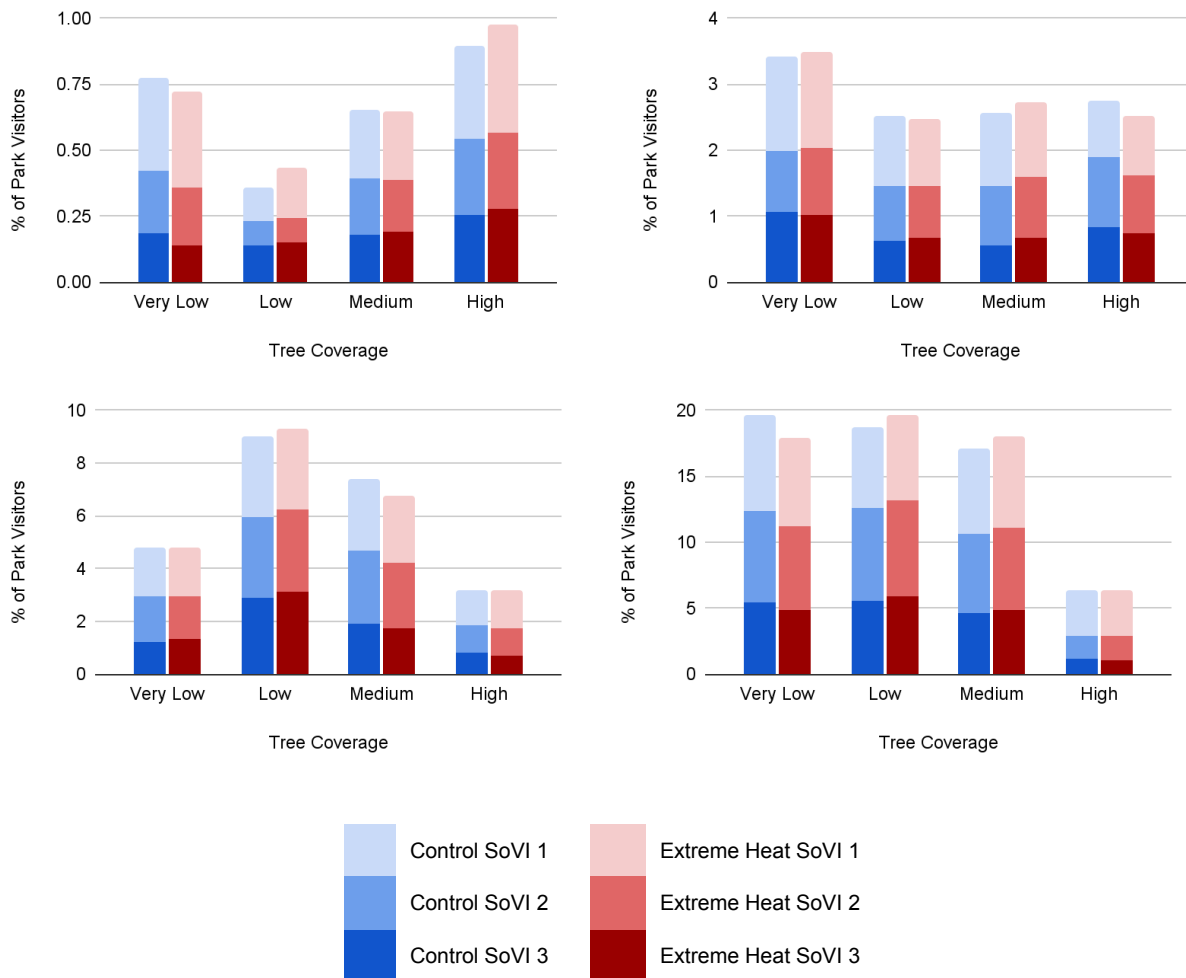 1.00
0.75
0.50
0.25
0.00
% of Park Visitors
Very Low Low Medium High
Tree Coverage
4
3
2
1
0
% of Park Visitors
Very Low Low Medium High
Tree Coverage
10
8
6
4
2
0
% of Park Visitors
Very Low Low Medium High
Tree Coverage
20
15
10
5
0
% of Park Visitors
Very Low Low Medium High
Tree Coverage
Control SoVI 1 Extreme Heat SoVI 1
Control SoVI 2 Extreme Heat SoVI 2
Control SoVI 3 Extreme Heat SoVI 3